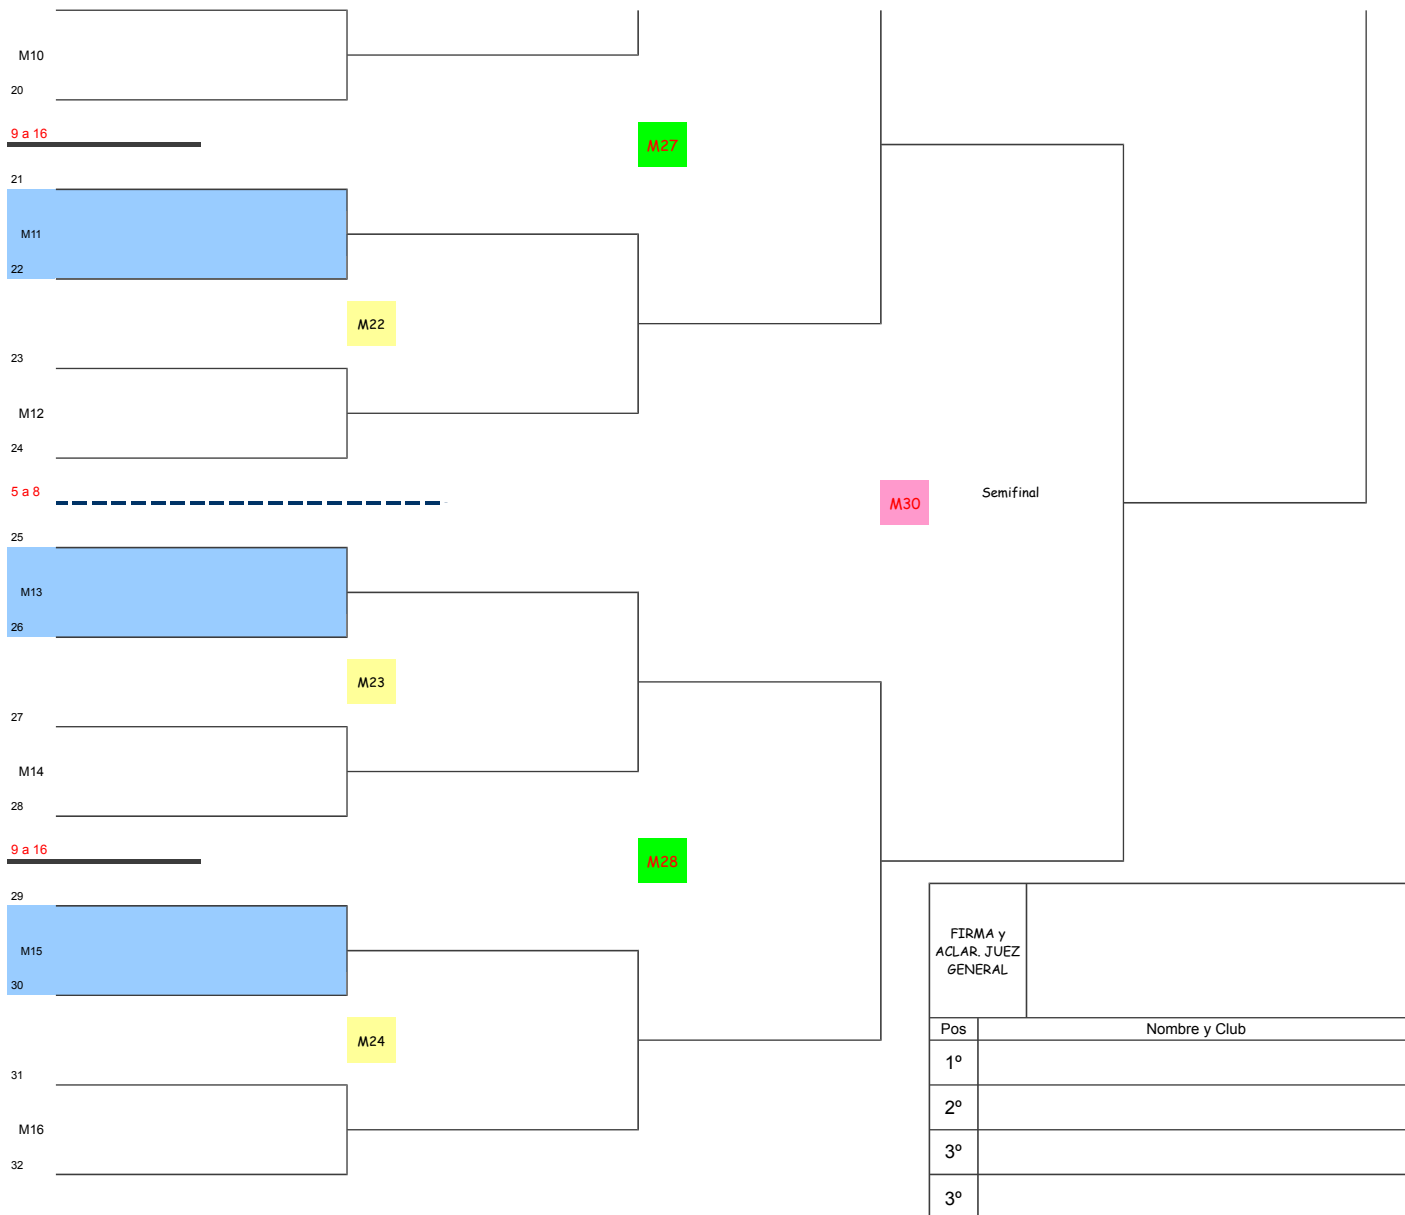 M10
20
9 a 16
M27
21
M11
22
M22
23
M12
24
5 a 8
M30
Semifinal
25
M13
26
M23
27
M14
28
9 a 16
M28
29
M15
30
M24
31
M16
32
FIRMA y
ACLAR. JUEZ
GENERAL
Pos Nombre y Club
1º
2º
3º
3º